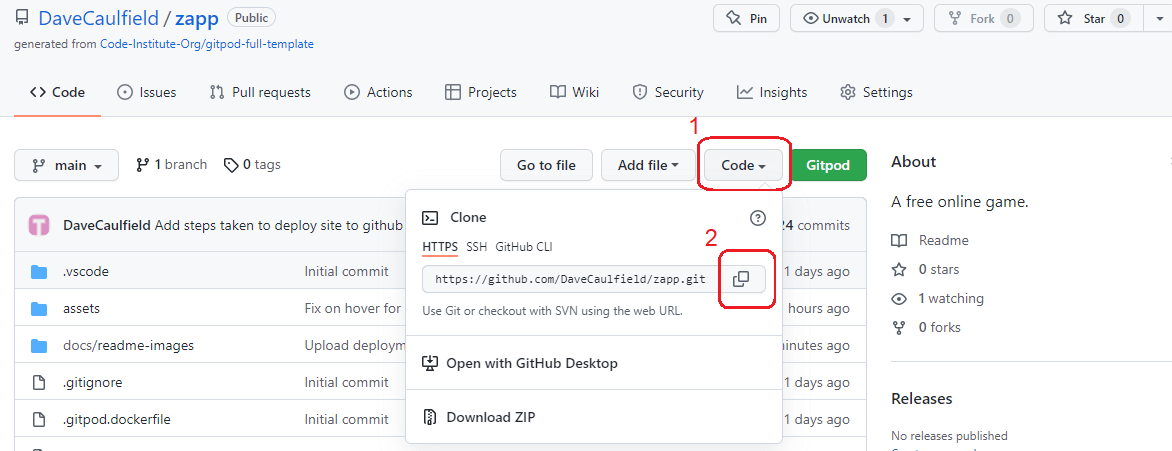 DaveCaulfield / zapp Public Pin Unwatch 1 Fork 0 Star 0
generated from Code-Institute-Org/gitpod-full-template
Code Issues Pull requests Actions Projects Wiki Security Insights Settings
1
main 1 branch 0 tags Go to file Add file Code Gitpod
About
A free online game.
Readme
0 stars
1 watching
0 forks
Releases
No releases published
DaveCaulfield Add steps taken to deploy site to github 24 commits
.vscode Initial commit 1 days ago
assets Fix on hover for hours ago
docs/readme-images Upload deploym inutes ago
.gitignore Initial commit 1 days ago
.gitpod.dockerfile Initial commit 1 days ago
Clone
2
HTTPS SSH GitHub CLI
https://github.com/DaveCaulfield/zapp.git
Use Git or checkout with SVN using the web URL.
Open with GitHub Desktop
Download ZIP